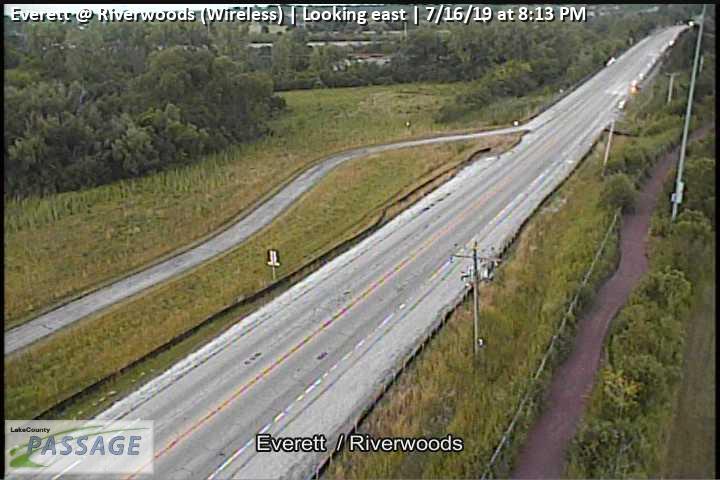 Everett @ Riverwoods (Wireless) | Looking east | 7/16/19 at 8:13 PM
Everett / Riverwoods
LakeCounty
PASSAGE